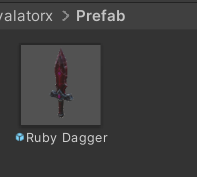 valatorx > Prefab
Ruby Dagger